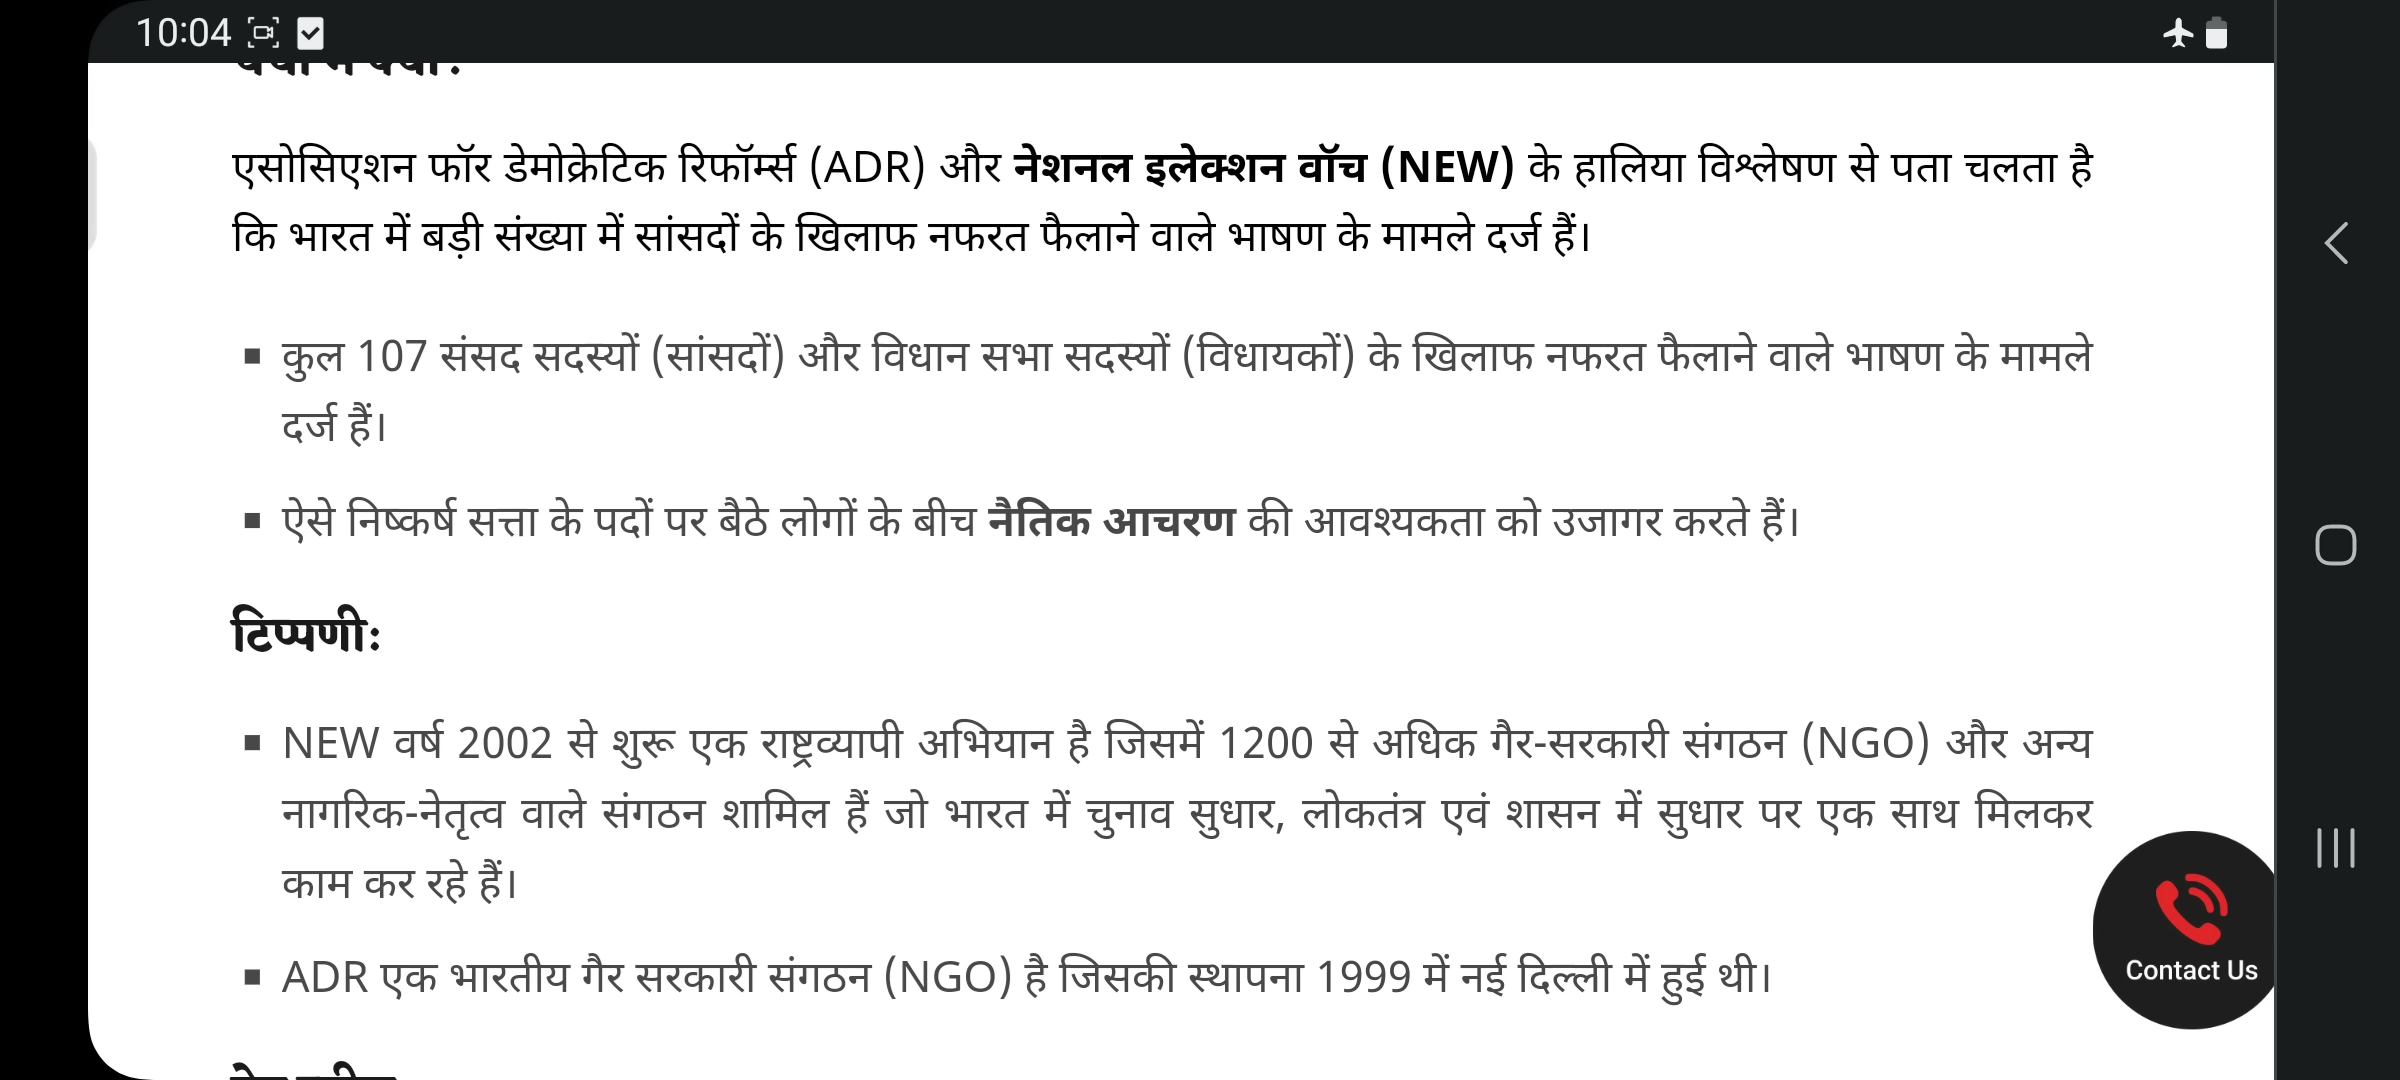 10:04
एसोसिएशन फॉर डेमोक्रेटिक रिफॉर्म्स (ADR) और नेशनल इलेक्शन वॉच (NEW) के हालिया विश्लेषण से पता चलता है
कि भारत में बड़ी संख्या में सांसदों के खिलाफ नफरत फैलाने वाले भाषण के मामले दर्ज हैं।
▪ कुल 107 संसद सदस्यों (सांसदों) और विधान सभा सदस्यों (विधायकों) के खिलाफ नफरत फैलाने वाले भाषण के मामले
दर्ज हैं।
▪ ऐसे निष्कर्ष सत्ता के पदों पर बैठे लोगों के बीच नैतिक आचरण की आवश्यकता को उजागर करते हैं।
टिप्पणीः
▪ NEW वर्ष 2002 से शुरू एक राष्ट्रव्यापी अभियान है जिसमें 1200 से अधिक गैर-सरकारी संगठन (NGO) और अन्य
नागरिक-नेतृत्व वाले संगठन शामिल हैं जो भारत में चुनाव सुधार, लोकतंत्र एवं शासन में सुधार पर एक साथ मिलकर
काम कर रहे हैं।
▪ ADR एक भारतीय गैर सरकारी संगठन (NGO) है जिसकी स्थापना 1999 में नई दिल्ली में हुई थी।
Contact Us